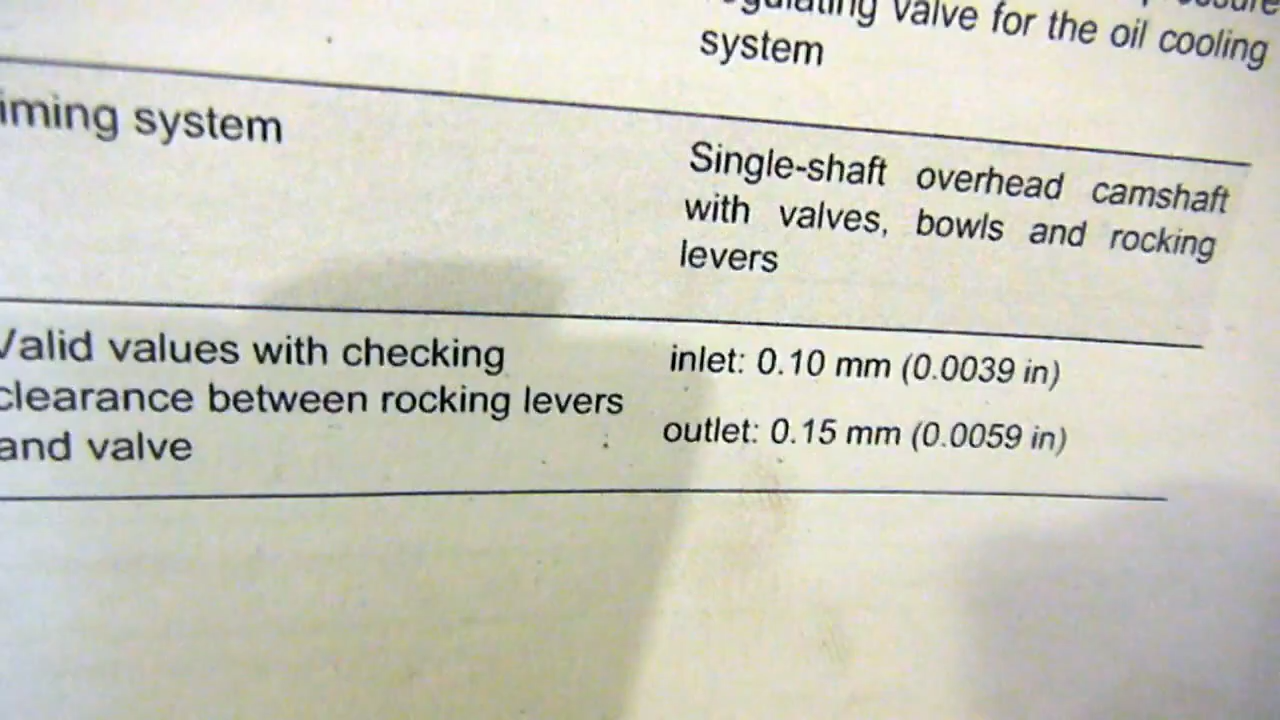 valve for the oil cooling
system
iming system
Single-shaft overhead camshaft
with valves, bowls and rocking
levers
Valid values with checking
clearance between rocking levers
and valve
inlet: 0.10 mm (0.0039 in)
outlet: 0.15 mm (0.0059 in)